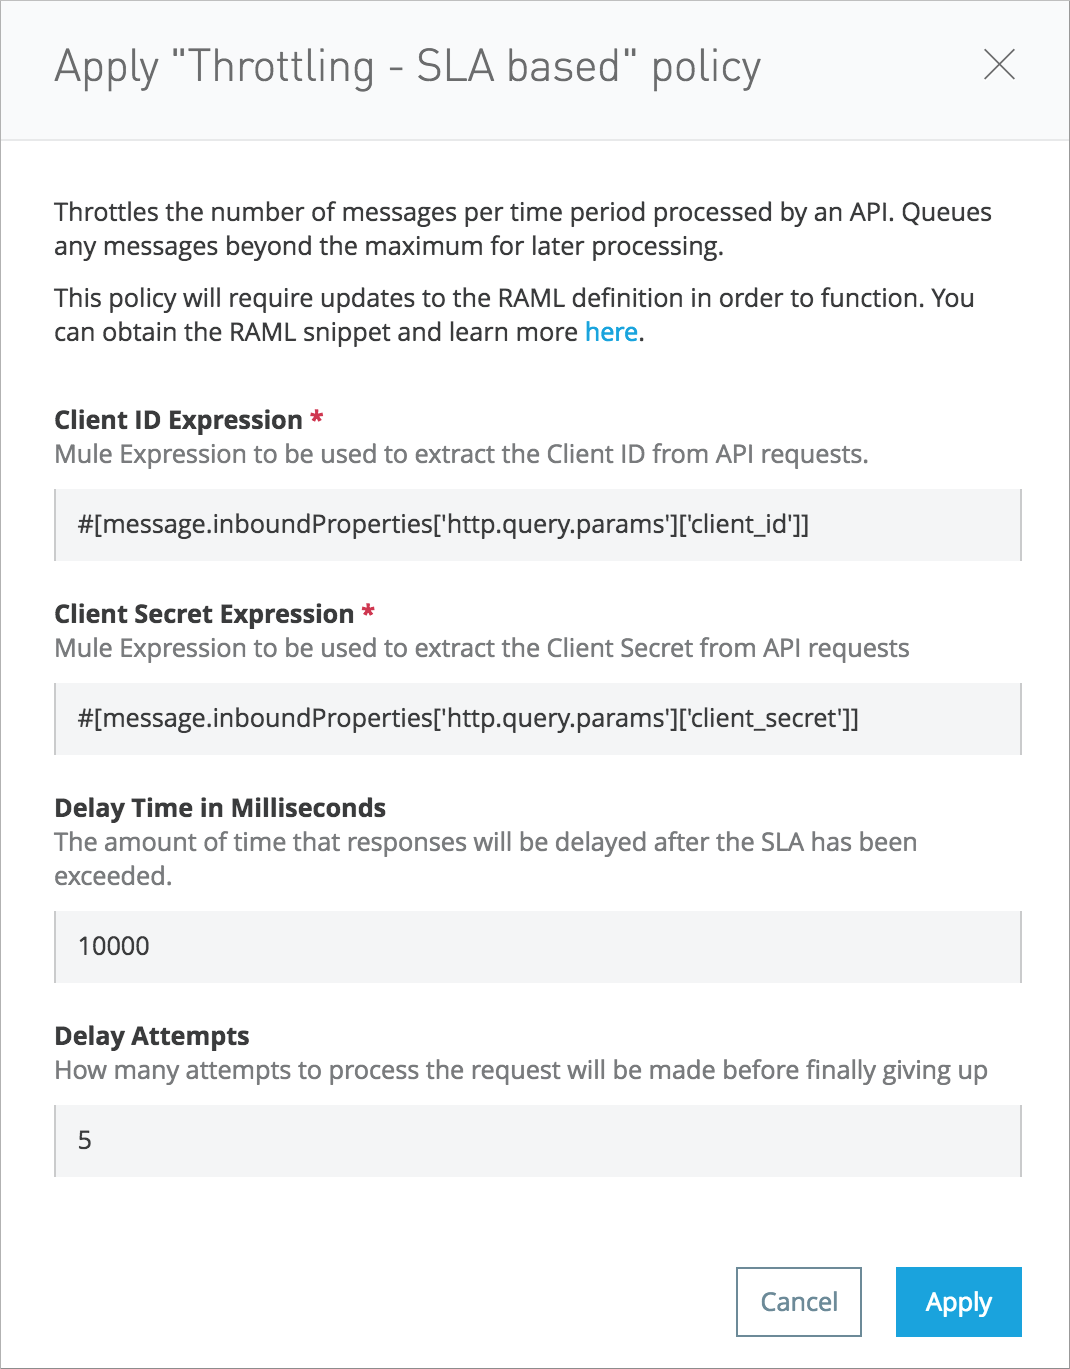 Apply "Throttling - SLA based" policy
Throttles the number of messages per time period processed by an API. Queues
any messages beyond the maximum for later processing.
This policy will require updates to the RAML definition in order to function. You
can obtain the RAML snippet and learn more here.
Client ID Expression *
Mule Expression to be used to extract the Client ID from API requests.
#[message.inboundProperties['http.query.params']['client_id']]
Client Secret Expression *
Mule Expression to be used to extract the Client Secret from API requests
#[message.inboundProperties['http.query.params']['client_secret']]
Delay Time in Milliseconds
The amount of time that responses will be delayed after the SLA has been
exceeded.
10000
Delay Attempts
How many attempts to process the request will be made before finally giving up
5
Cancel Apply